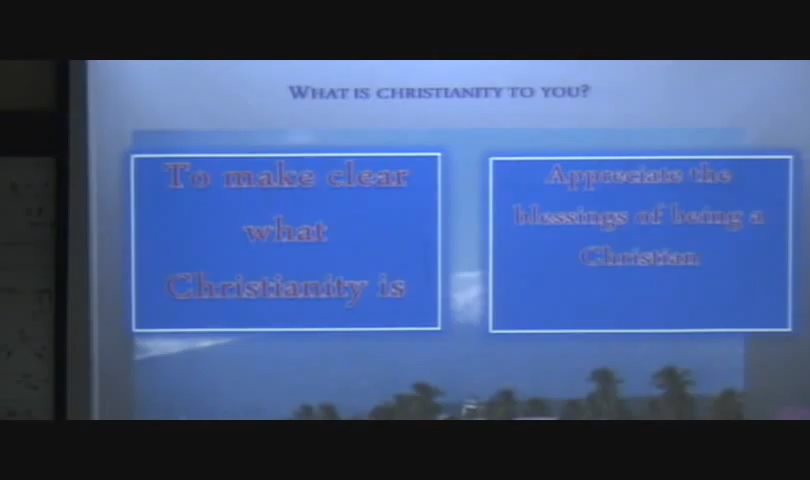 WHAT IS CHRISTIANITY TO YOU?
To make clear
what
Christianity is
Appreciate the
blessings of being a
Christian